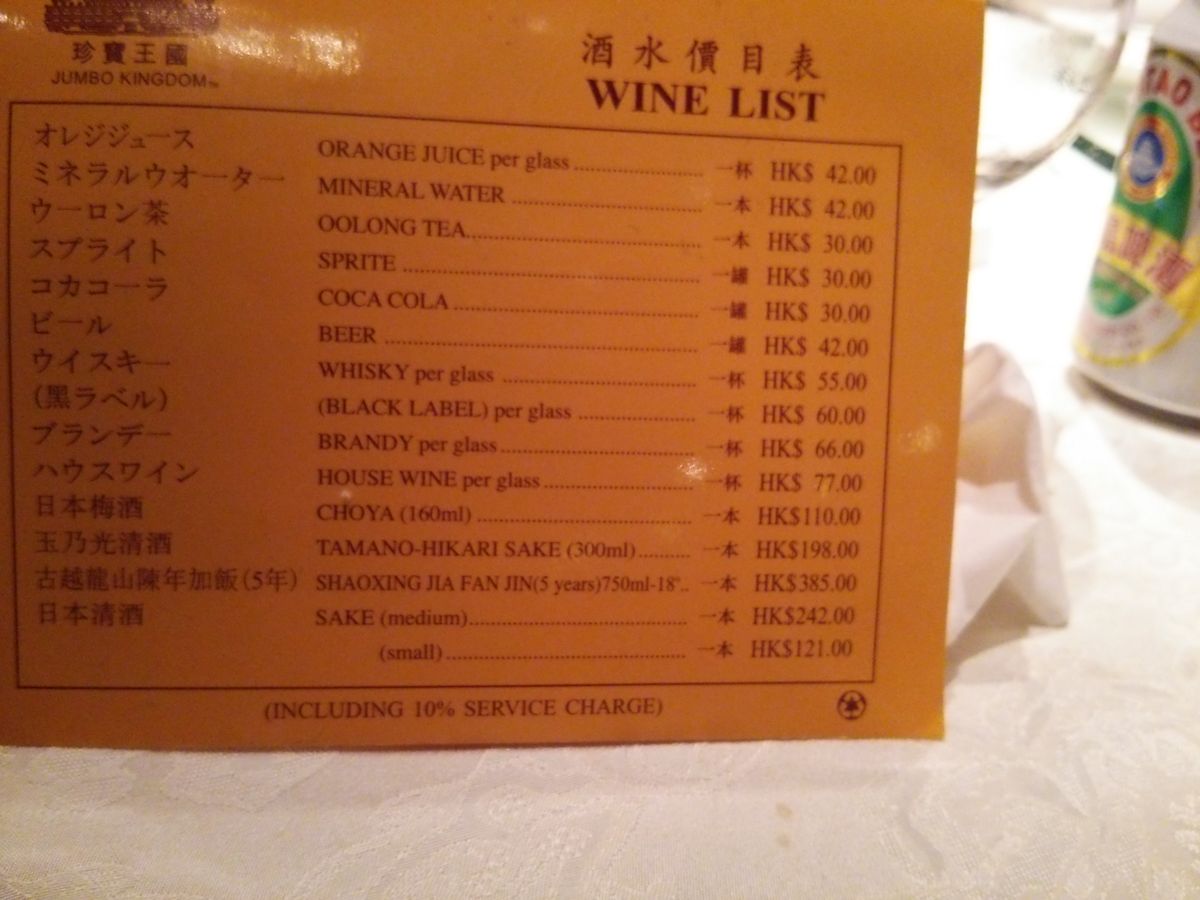 珍寶王國
JUMBO KINGDOM™
酒水價目表
WINE LIST
オレジジュース ORANGE JUICE per glass 一杯 HK$ 42.00
ミネラルウオーター MINERAL WATER 一本 HK$ 42.00
ウーロン茶 OOLONG TEA 一本 HK$ 30.00
スプライト SPRITE 一罐 HK$ 30.00
コカコーラ COCA COLA 一罐 HK$ 30.00
ビール BEER 一罐 HK$ 42.00
ウイスキー WHISKY per glass 一杯 HK$ 55.00
(黑ラベル) (BLACK LABEL) per glass 一杯 HK$ 60.00
ブランデー BRANDY per glass 一杯 HK$ 66.00
ハウスワイン HOUSE WINE per glass 一杯 HK$ 77.00
日本梅酒 CHOYA (160ml) 一本 HK$110.00
玉乃光清酒 TAMANO-HIKARI SAKE (300ml) 一本 HK$198.00
古越龍山陳年加飯(5年) SHAOXING JIA FAN JIN(5 years)750ml-18° 一本 HK$385.00
日本清酒 SAKE (medium) 一本 HK$242.00
(small) 一本 HK$121.00
(INCLUDING 10% SERVICE CHARGE)
啤酒